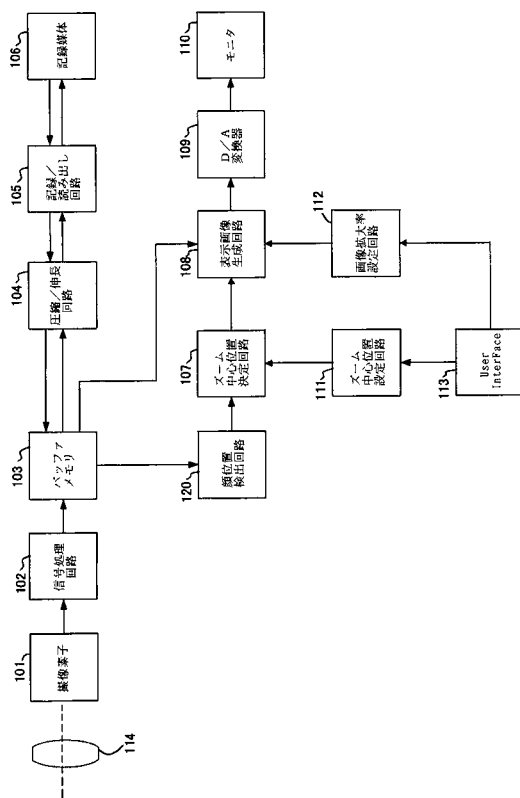 106
記録媒体
105
記録/
読み出し
回路
104
圧縮/伸長
回路
103
バッファ
メモリ
102
信号処理
回路
101
撮像素子
114
110
モニタ
109
D/A
変換器
108
表示画像
生成回路
107
ズーム
中心位置
決定回路
120
顔位置
検出回路
112
画像拡大率
設定回路
111
ズーム
中心位置
設定回路
113
User
InterFace